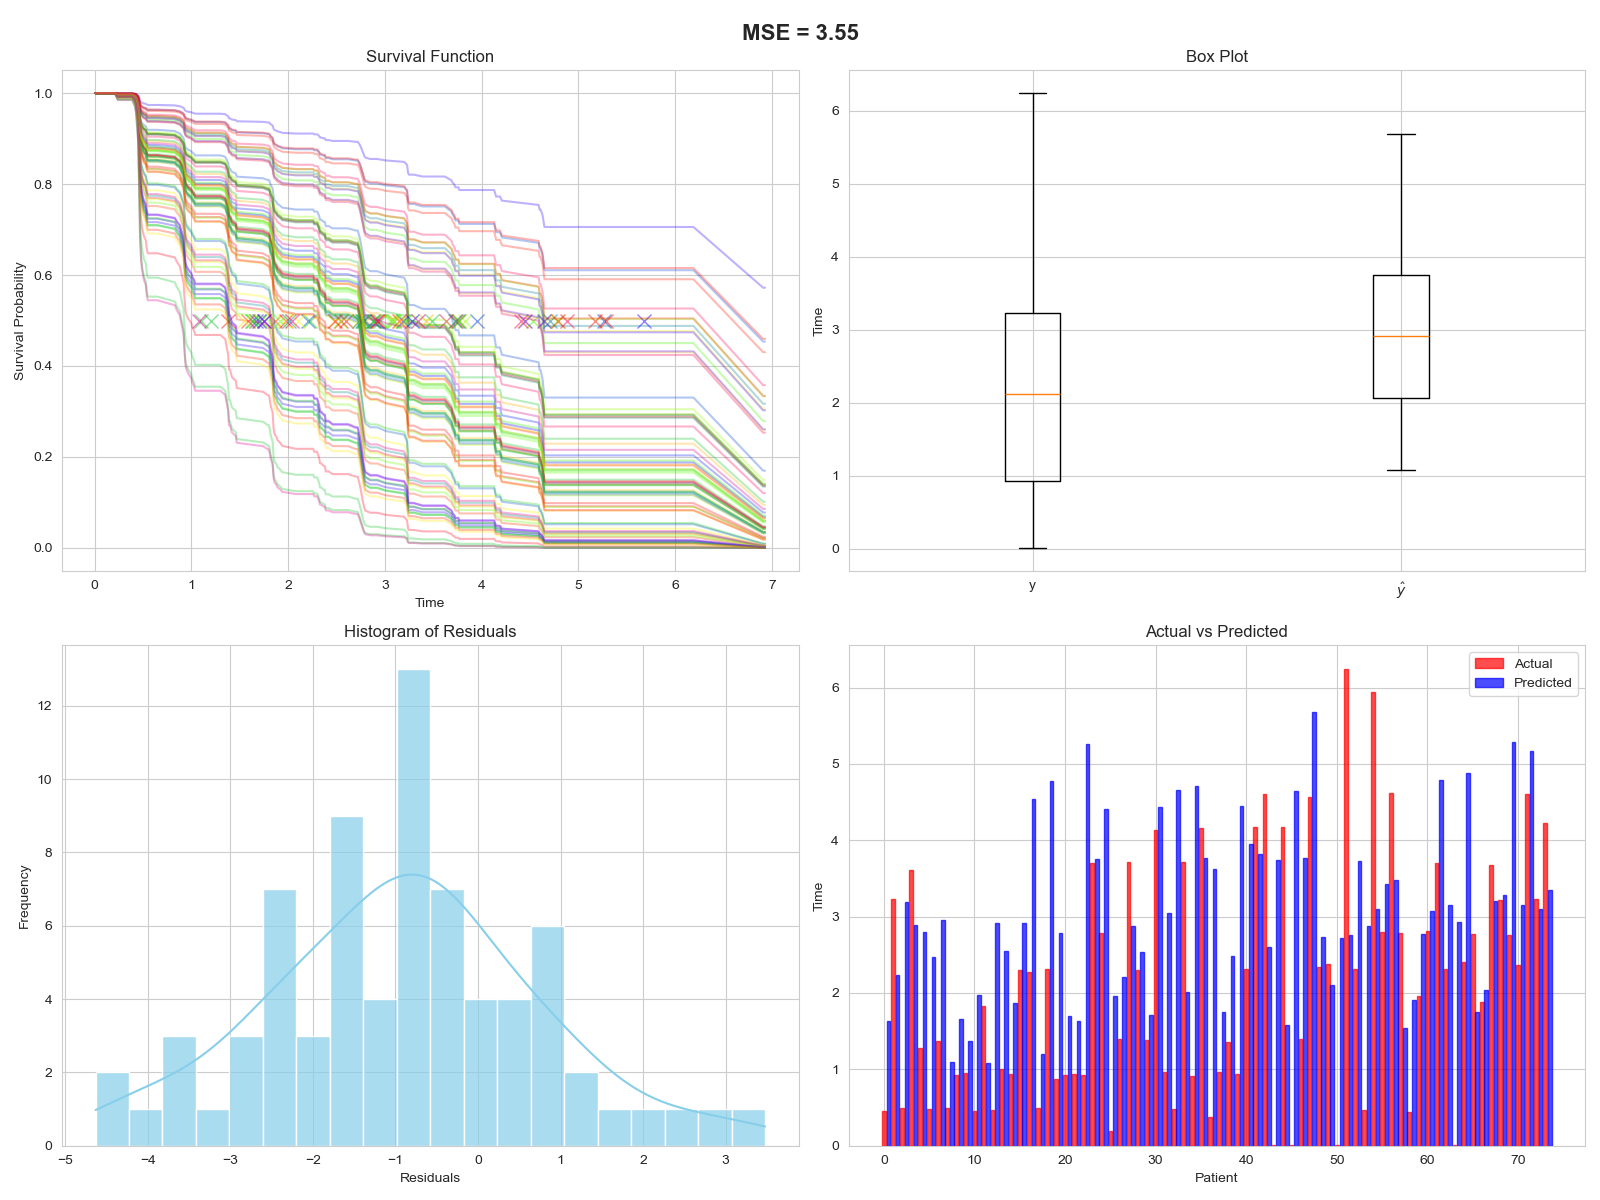 MSE = 3.55
Survival Function
Survival Probability
1.0
0.8
0.6
0.4
0.2
0.0
0 1 2 3 4 5 6 7
Time
Box Plot
Time
6
5
4
3
2
1
0
y ŷ
Histogram of Residuals
Frequency
12
10
8
6
4
2
0
−5 −4 −3 −2 −1 0 1 2 3
Residuals
Actual vs Predicted
Actual
Predicted
Time
6
5
4
3
2
1
0
0 10 20 30 40 50 60 70
Patient